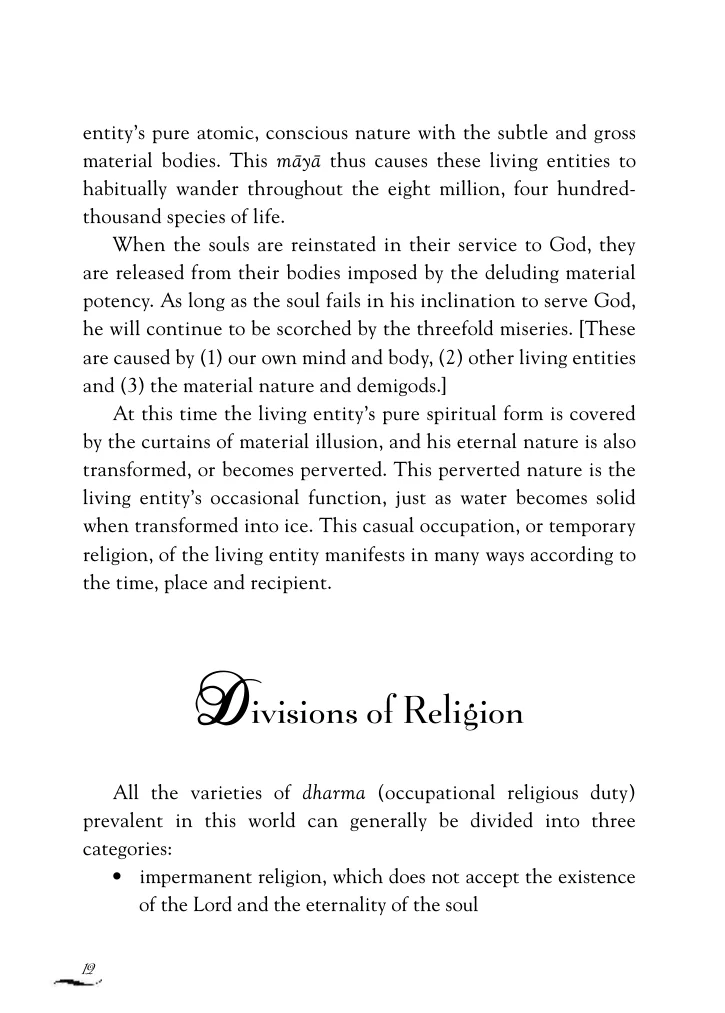 entity's pure atomic, conscious nature with the subtle and gross
material bodies. This māyā thus causes these living entities to
habitually wander throughout the eight million, four hundred-
thousand species of life.
When the souls are reinstated in their service to God, they
are released from their bodies imposed by the deluding material
potency. As long as the soul fails in his inclination to serve God,
he will continue to be scorched by the threefold miseries. [These
are caused by (1) our own mind and body, (2) other living entities
and (3) the material nature and demigods.]
At this time the living entity's pure spiritual form is covered
by the curtains of material illusion, and his eternal nature is also
transformed, or becomes perverted. This perverted nature is the
living entity's occasional function, just as water becomes solid
when transformed into ice. This casual occupation, or temporary
religion, of the living entity manifests in many ways according to
the time, place and recipient.
Divisions of Religion
All the varieties of dharma (occupational religious duty)
prevalent in this world can generally be divided into three
categories:
• impermanent religion, which does not accept the existence
of the Lord and the eternality of the soul
12